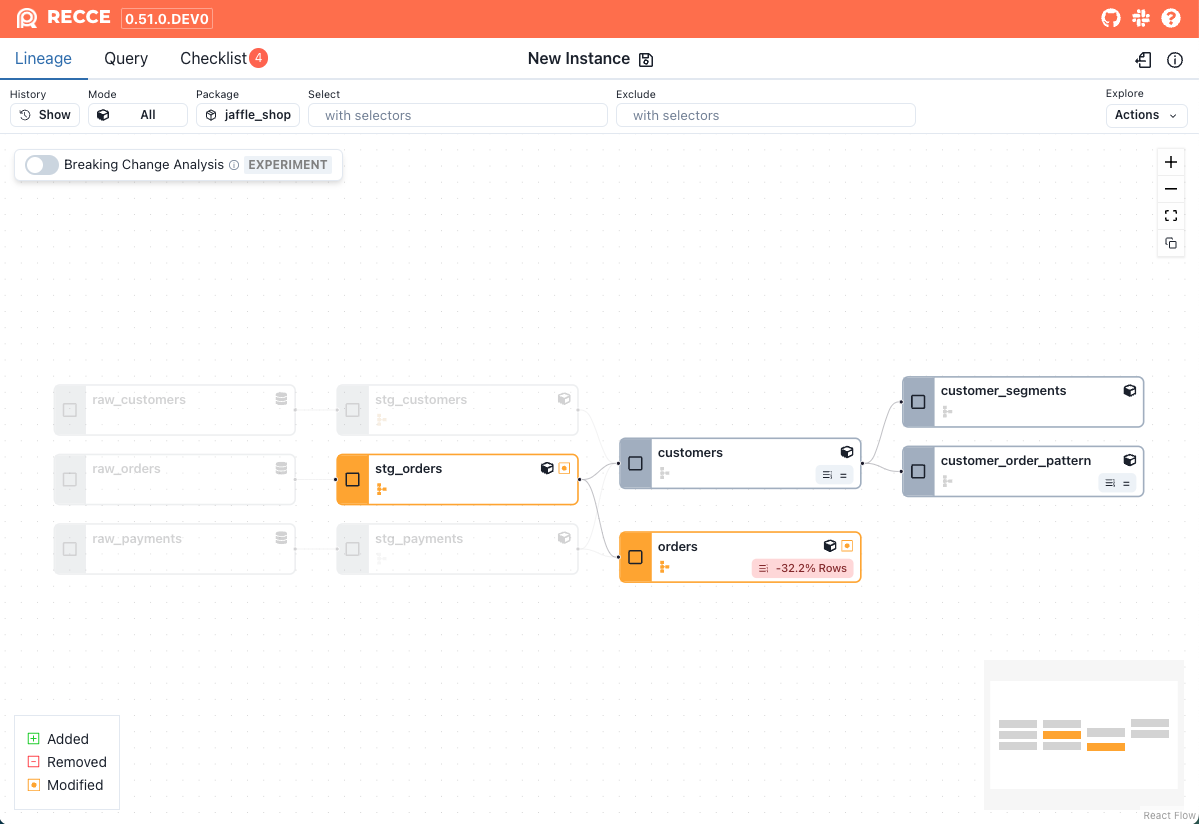 RECCE 0.51.0.DEV0
Lineage Query Checklist 4 New Instance
History Mode Package Select Exclude Explore
Show All jaffle_shop with selectors with selectors Actions
Breaking Change Analysis EXPERIMENT
raw_customers
stg_customers
customer_segments
raw_orders
stg_orders
customers
=
customer_order_pattern
=
raw_payments
stg_payments
orders
-32.2% Rows
Added
Removed
Modified
React Flow